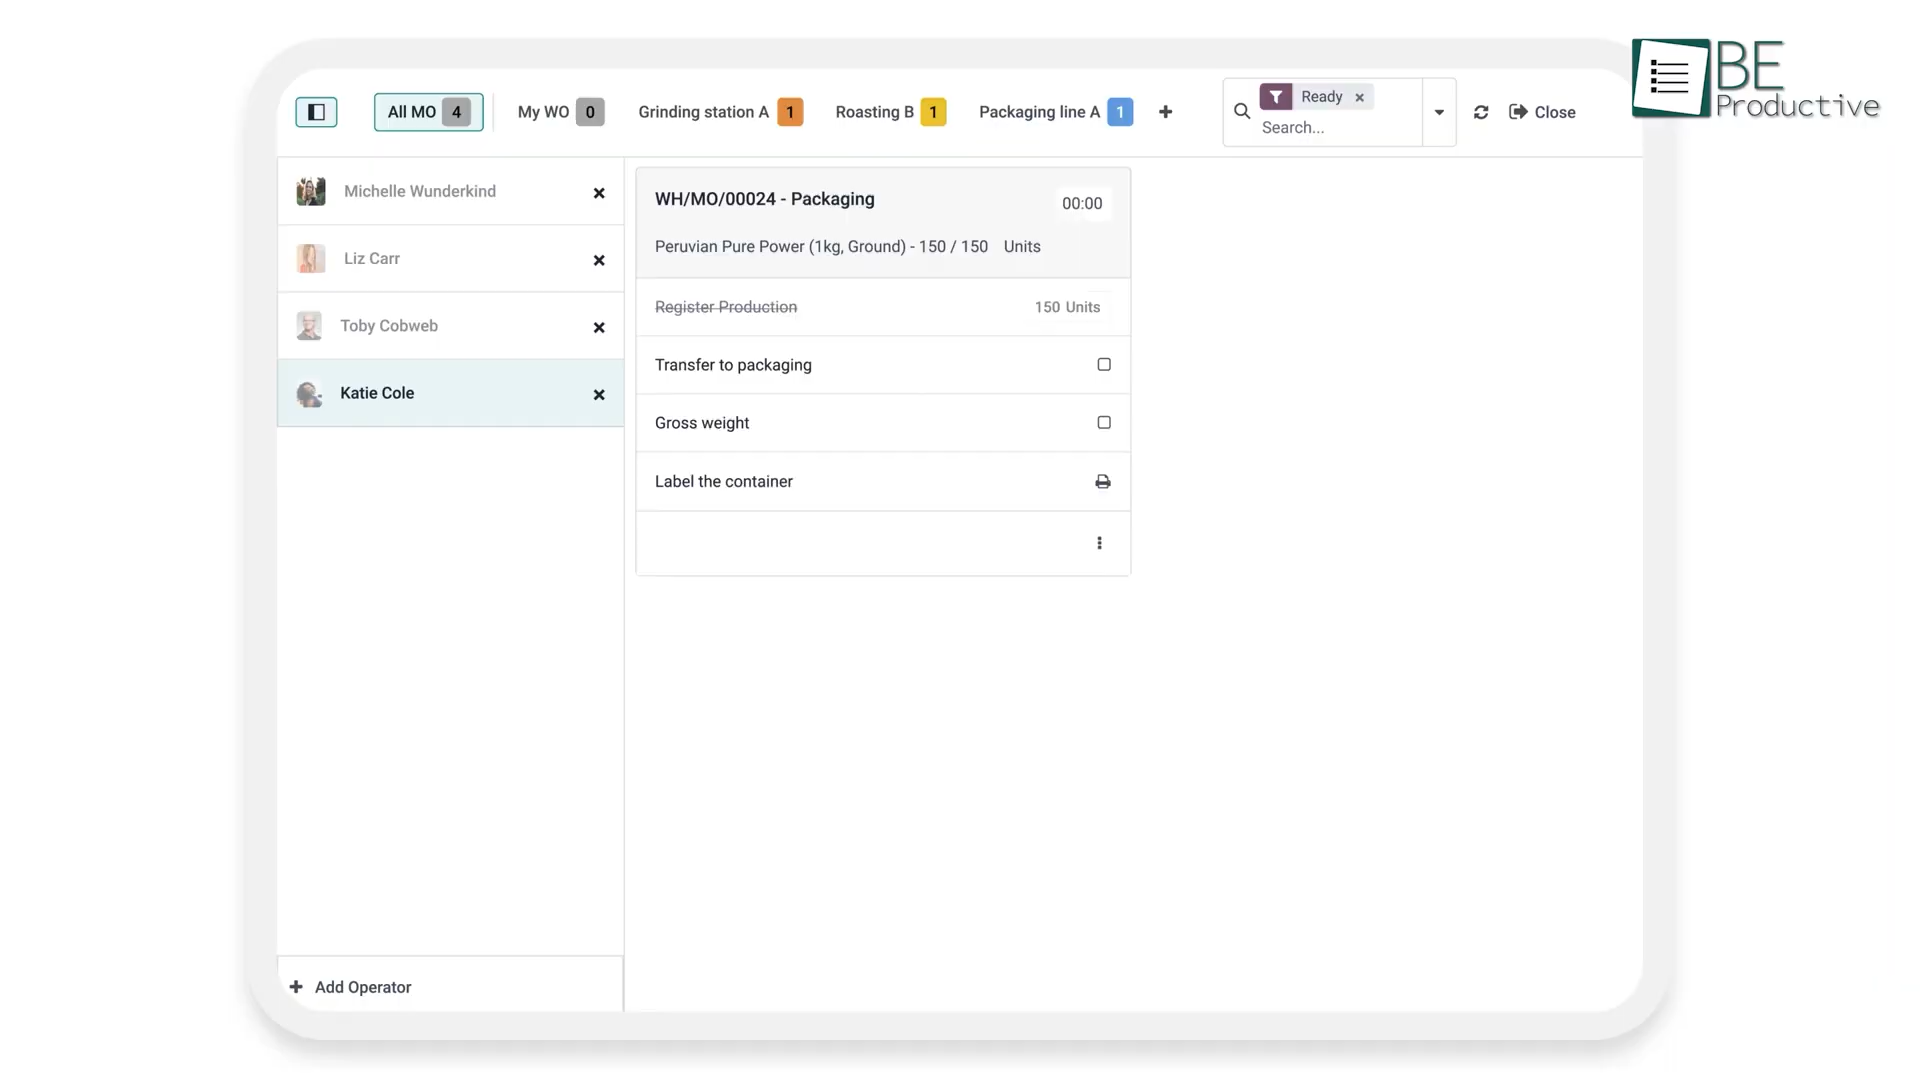 BE
Productive
All MO 4
My WO 0
Grinding station A 1
Roasting B 1
Packaging line A 1
Ready
Search...
Close
Michelle Wunderkind
Liz Carr
Toby Cobweb
Katie Cole
Add Operator
WH/MO/00024 - Packaging
00:00
Peruvian Pure Power (1kg, Ground) - 150 / 150 Units
Register Production 150 Units
Transfer to packaging
Gross weight
Label the container